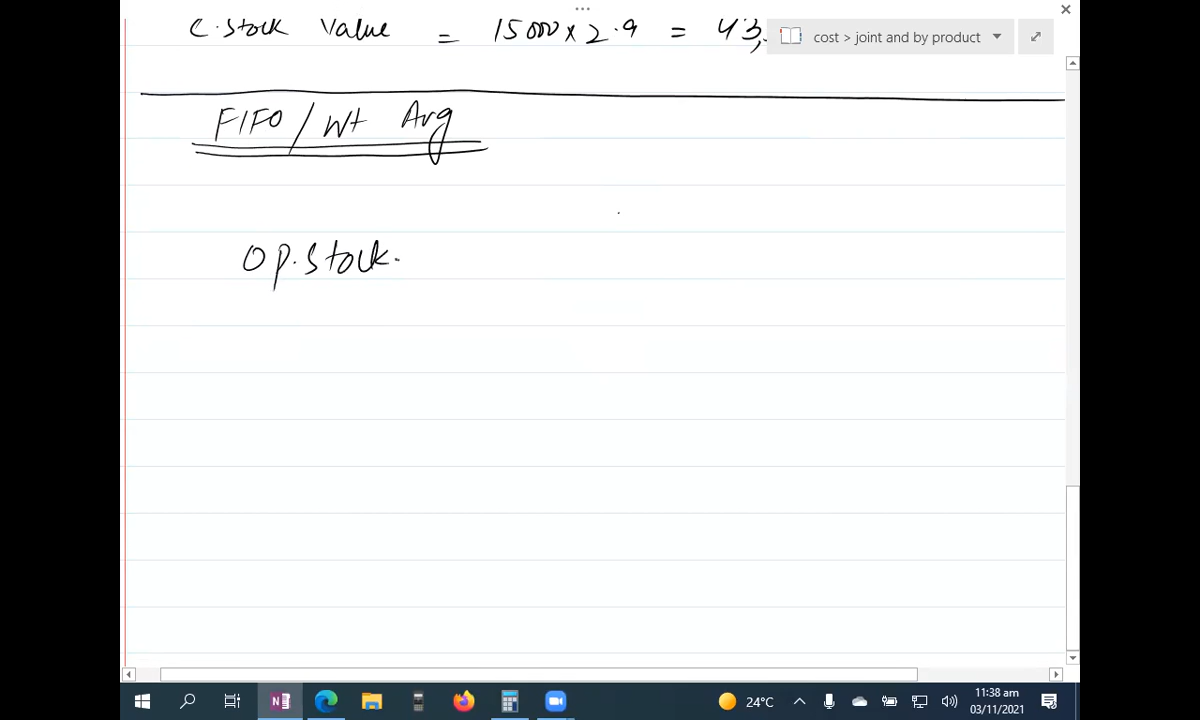 C.Stock Value = 15000 x 2.9 = 43,
cost > joint and by product
FIFO / Wt Avg
Op.Stock.
24°C
11:38 am
03/11/2021